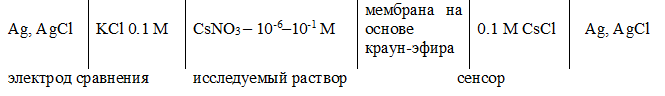 Ag, AgCl KCl 0.1 M CsNO3 – 10-6–10-1 M мембрана на основе краун-эфира 0.1 M CsCl Ag, AgCl
электрод сравнения исследуемый раствор сенсор